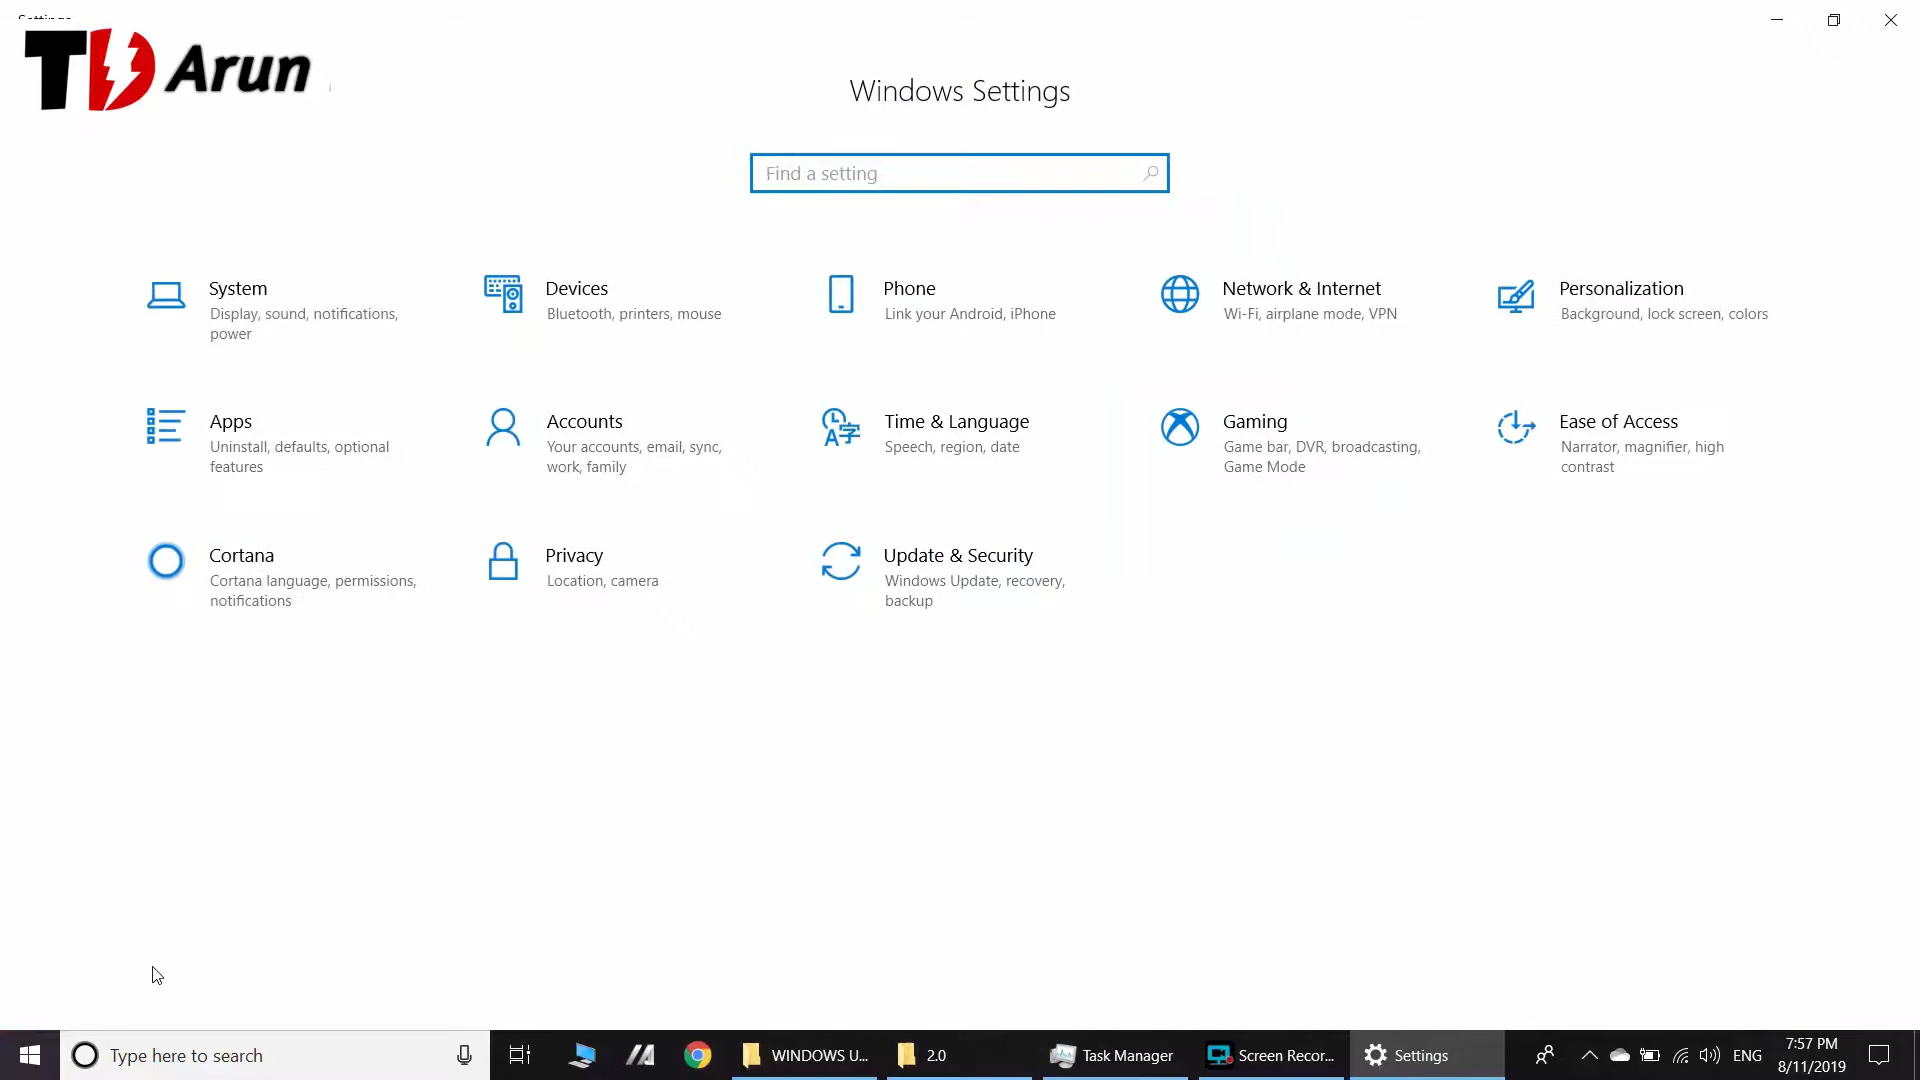 Settings
TD Arun
Windows Settings
Find a setting
System
Display, sound, notifications,
power
Devices
Bluetooth, printers, mouse
Phone
Link your Android, iPhone
Network & Internet
Wi-Fi, airplane mode, VPN
Personalization
Background, lock screen, colors
Apps
Uninstall, defaults, optional
features
Accounts
Your accounts, email, sync,
work, family
Time & Language
Speech, region, date
Gaming
Game bar, DVR, broadcasting,
Game Mode
Ease of Access
Narrator, magnifier, high
contrast
Cortana
Cortana language, permissions,
notifications
Privacy
Location, camera
Update & Security
Windows Update, recovery,
backup
Type here to search
WINDOWS U...
2.0
Task Manager
Screen Recor...
Settings
ENG
7:57 PM
8/11/2019